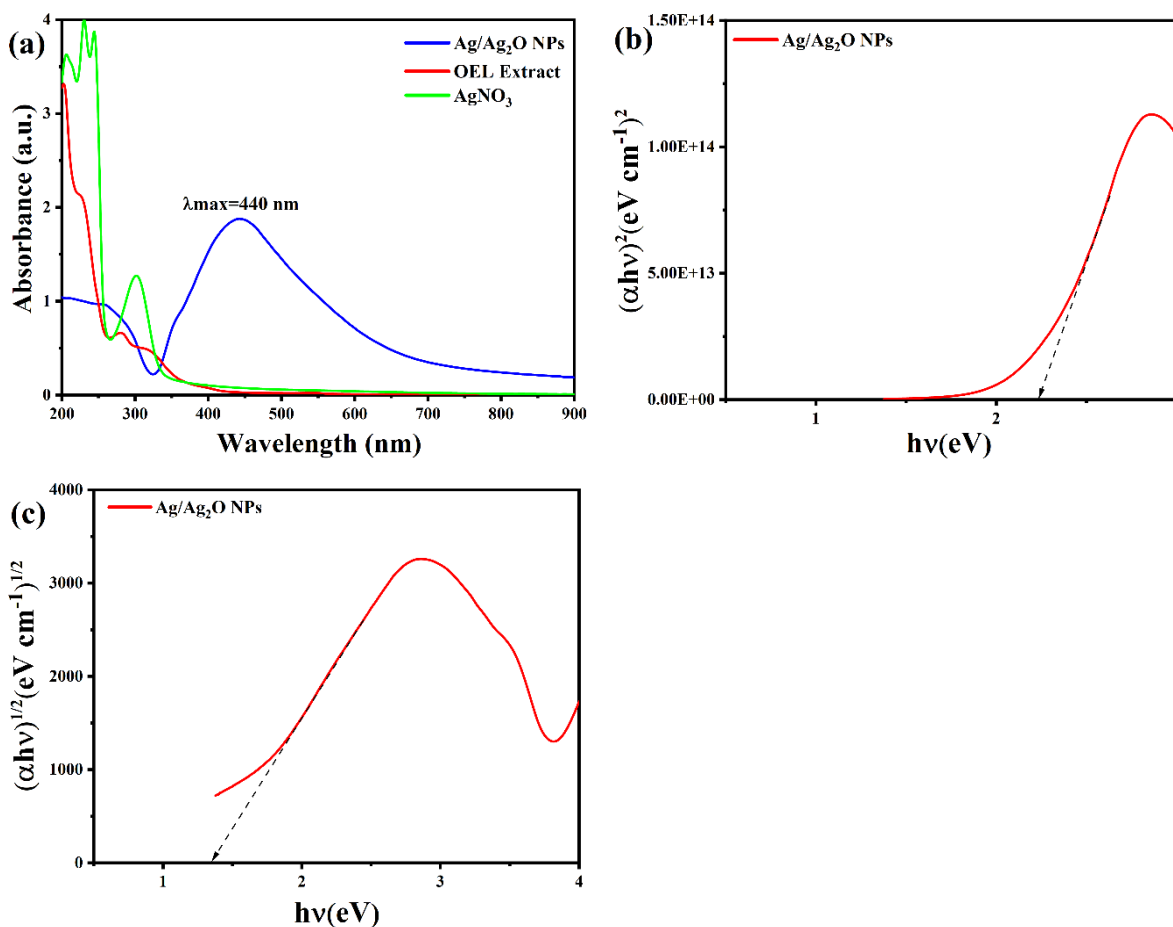 (a)
4
3
2
1
0
Absorbance (a.u.)
Ag/Ag₂O NPs
OEL Extract
AgNO₃
λmax=440 nm
200 300 400 500 600 700 800 900
Wavelength (nm)
(b)
1.50E+14
1.00E+14
5.00E+13
0.00E+00
(αhν)²(eV cm⁻¹)²
Ag/Ag₂O NPs
1 2
hν(eV)
(c)
4000
3000
2000
1000
0
(αhν)¹/²(eV cm⁻¹)¹/²
Ag/Ag₂O NPs
1 2 3 4
hν(eV)